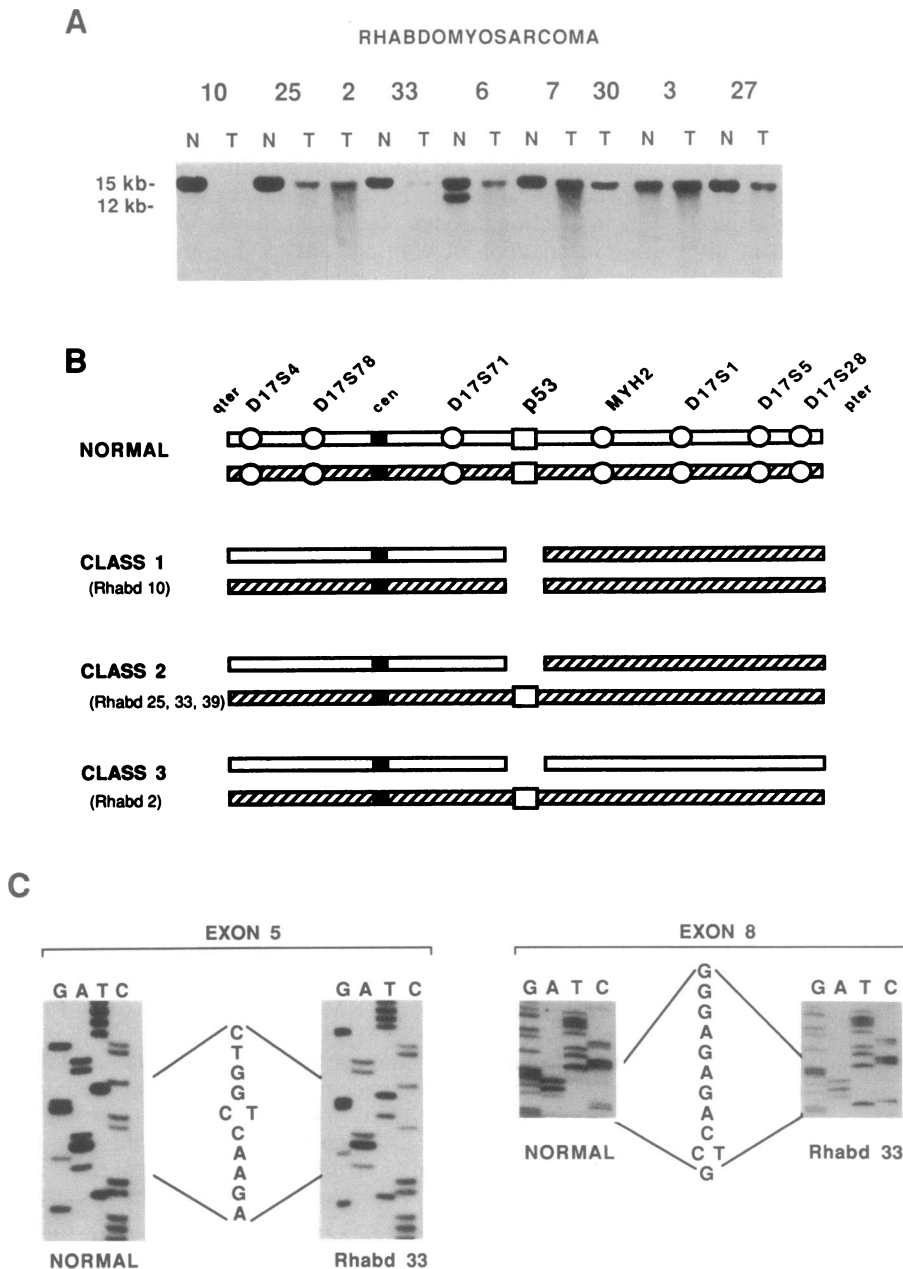 A
RHABDOMYOSARCOMA
10 25 2 33 6 7 30 3 27
N T N T T N T N T N T T N T N T
15 kb-
12 kb-
B
qter D17S4 D17S78 cen D17S71 p53 MYH2 D17S1 D17S5 D17S28 pter
NORMAL
CLASS 1
(Rhabd 10)
CLASS 2
(Rhabd 25, 33, 39)
CLASS 3
(Rhabd 2)
C
EXON 5
G A T C
C
T
G
G
C T
C
A
A
G
A
G A T C
NORMAL
Rhabd 33
EXON 8
G A T C
G
G
G
A
G
A
G
A
C
C T
G
G A T C
NORMAL
Rhabd 33